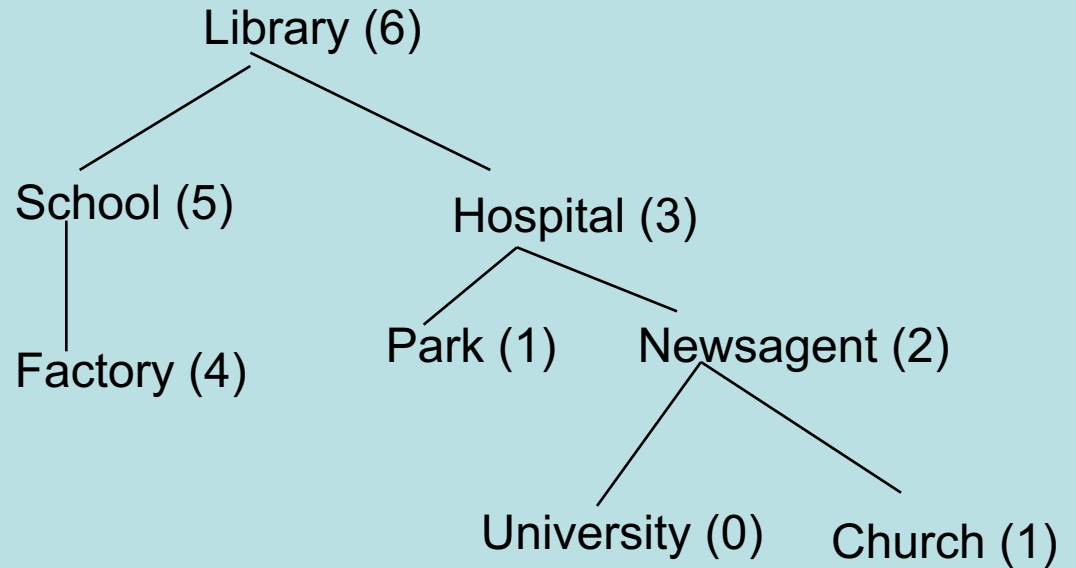 Library (6)
School (5)
Hospital (3)
Park (1)
Newsagent (2)
Factory (4)
University (0)
Church (1)